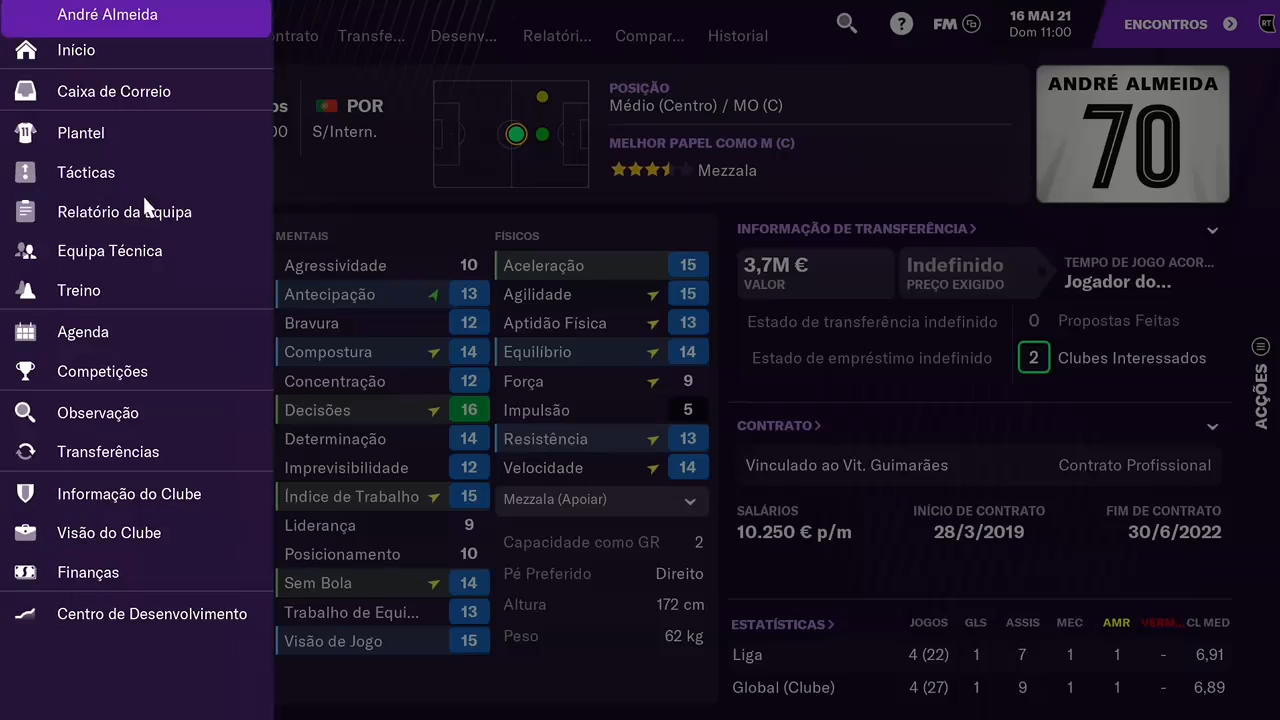 André Almeida
Início
Caixa de Correio
Plantel
Tácticas
Relatório da Equipa
Equipa Técnica
Treino
Agenda
Competições
Observação
Transferências
Informação do Clube
Visão do Clube
Finanças
Centro de Desenvolvimento
Transfe... Desenv... Relatóri... Compar... Historial
?
FM
16 MAI 21
Dom 11:00
ENCONTROS
RT
POR
S/Intern.
POSIÇÃO
Médio (Centro) / MO (C)
MELHOR PAPEL COMO M (C)
Mezzala
ANDRÉ ALMEIDA
70
MENTAIS
Agressividade 10
Antecipação 13
Bravura 12
Compostura 14
Concentração 12
Decisões 16
Determinação 14
Imprevisibilidade 12
Índice de Trabalho 15
Liderança 9
Posicionamento 10
Sem Bola 14
Trabalho de Equi... 13
Visão de Jogo 15
FÍSICOS
Aceleração 15
Agilidade 15
Aptidão Física 13
Equilíbrio 14
Força 9
Impulsão 5
Resistência 13
Velocidade 14
Mezzala (Apoiar)
Capacidade como GR 2
Pé Preferido Direito
Altura 172 cm
Peso 62 kg
INFORMAÇÃO DE TRANSFERÊNCIA >
3,7M €
VALOR
Indefinido
PREÇO EXIGIDO
TEMPO DE JOGO ACOR...
Jogador do...
Estado de transferência indefinido
0 Propostas Feitas
Estado de empréstimo indefinido
2 Clubes Interessados
CONTRATO >
Vinculado ao Vit. Guimarães Contrato Profissional
SALÁRIOS
10.250 € p/m
INÍCIO DE CONTRATO
28/3/2019
FIM DE CONTRATO
30/6/2022
ESTATÍSTICAS > JOGOS GLS ASSIS MEC AMR VERM... CL MED
Liga 4 (22) 1 7 1 1 - 6,91
Global (Clube) 4 (27) 1 9 1 1 - 6,89
ACÇÕES